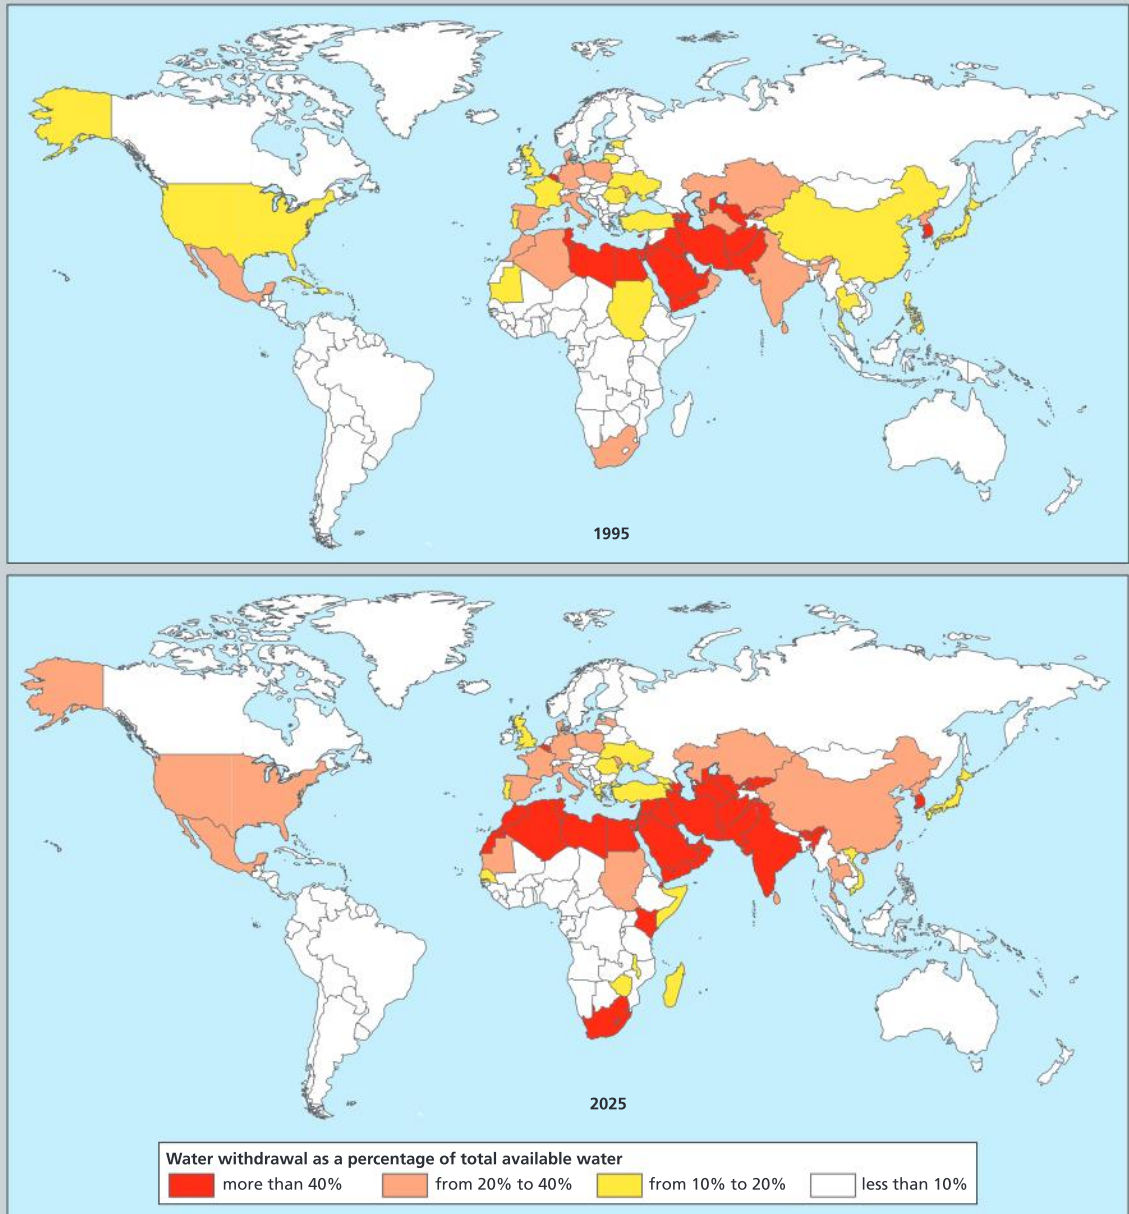 1995
2025
Water withdrawal as a percentage of total available water
more than 40%
from 20% to 40%
from 10% to 20%
less than 10%